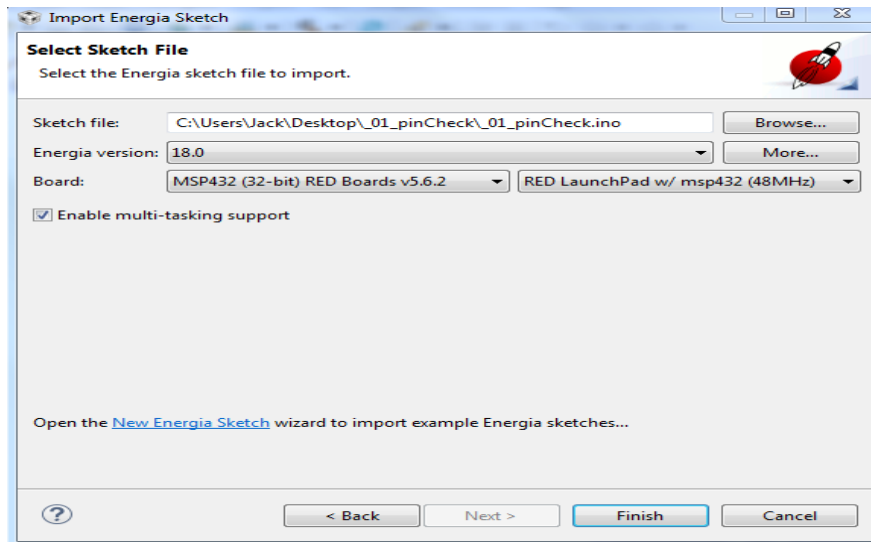 Import Energia Sketch
Select Sketch File
Select the Energia sketch file to import.
Sketch file: C:\Users\Jack\Desktop\_01_pinCheck\_01_pinCheck.ino Browse...
Energia version: 18.0 More...
Board: MSP432 (32-bit) RED Boards v5.6.2 RED LaunchPad w/ msp432 (48MHz)
Enable multi-tasking support
Open the New Energia Sketch wizard to import example Energia sketches...
? < Back Next > Finish Cancel